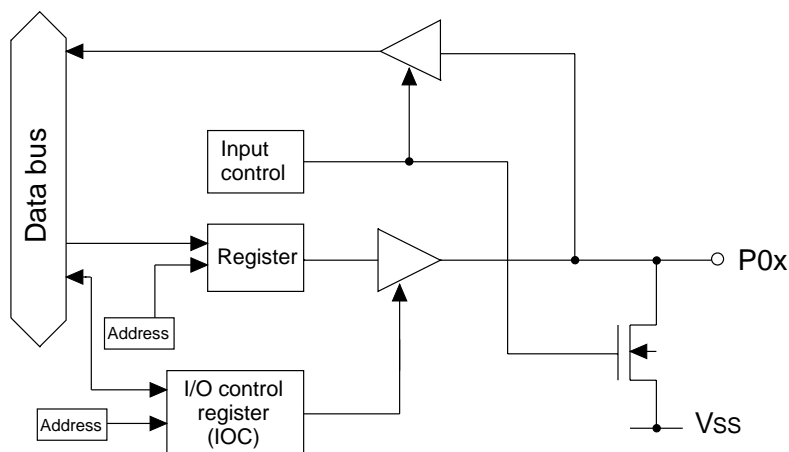 Data bus
Input
control
Register
P0x
Address
I/O control
register
(IOC)
Address
VSS